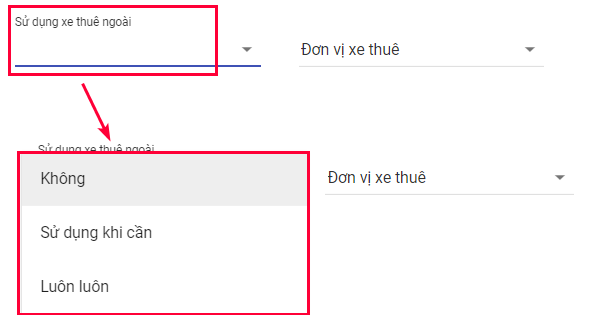 Sử dụng xe thuê ngoài
Đơn vị xe thuê
Sử dụng xe thuê ngoài
Không
Đơn vị xe thuê
Sử dụng khi cần
Luôn luôn